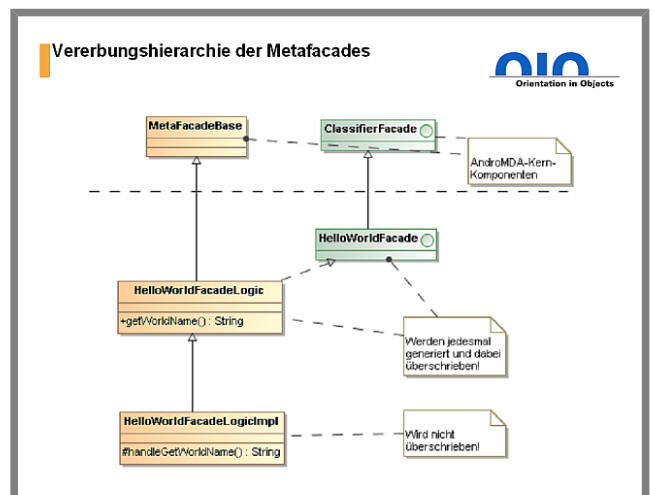 Vererbungshierarchie der Metafacades
OIO
Orientation in Objects
MetaFacadeBase
ClassifierFacade
AndroMDA-Kern-
Komponenten
HelloWorldFacade
HelloWorldFacadeLogic
+getWorldName() : String
Werden jedesmal
generiert und dabei
überschrieben!
HelloWorldFacadeLogicImpl
#handleGetWorldName() : String
Wird nicht
überschrieben!